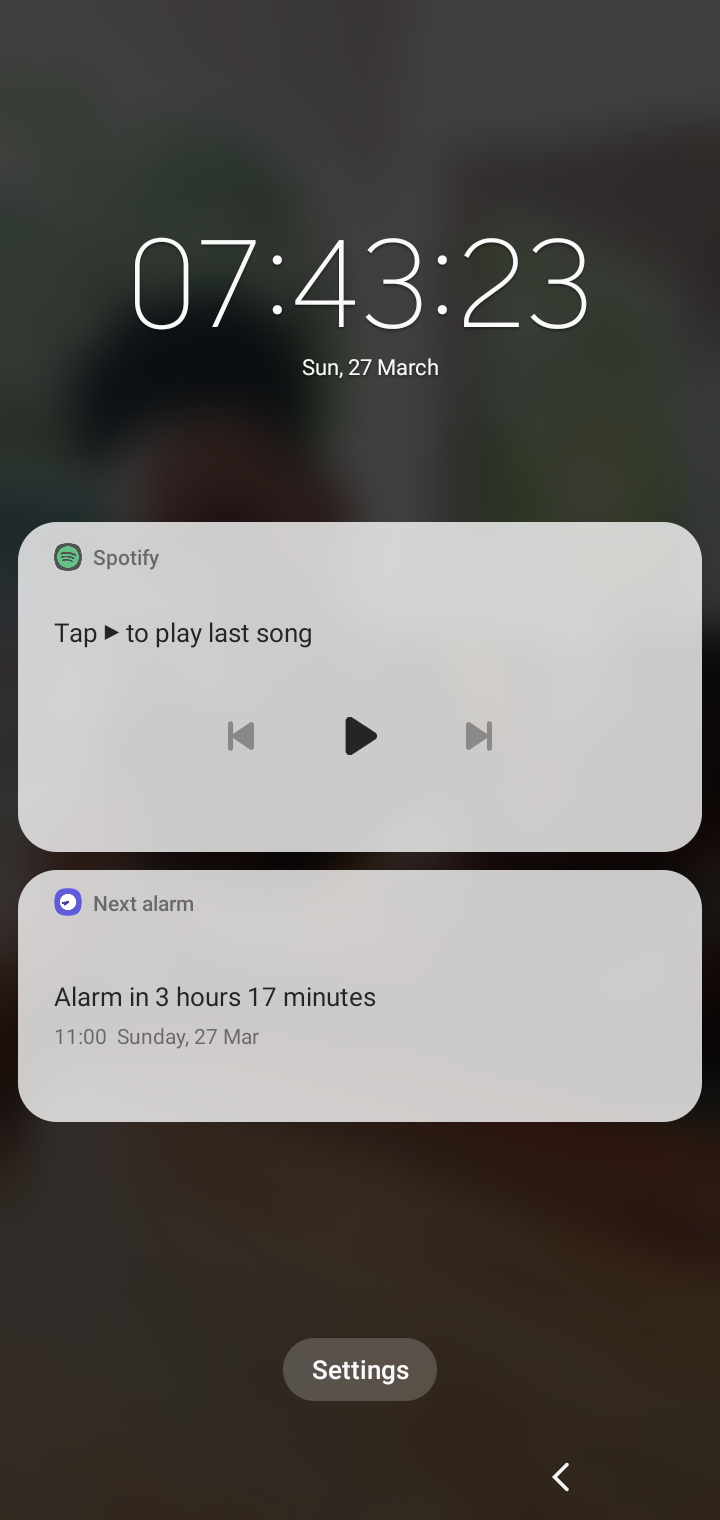 07:43:23
Sun, 27 March
Spotify
Tap ▶ to play last song
Next alarm
Alarm in 3 hours 17 minutes
11:00 Sunday, 27 Mar
Settings